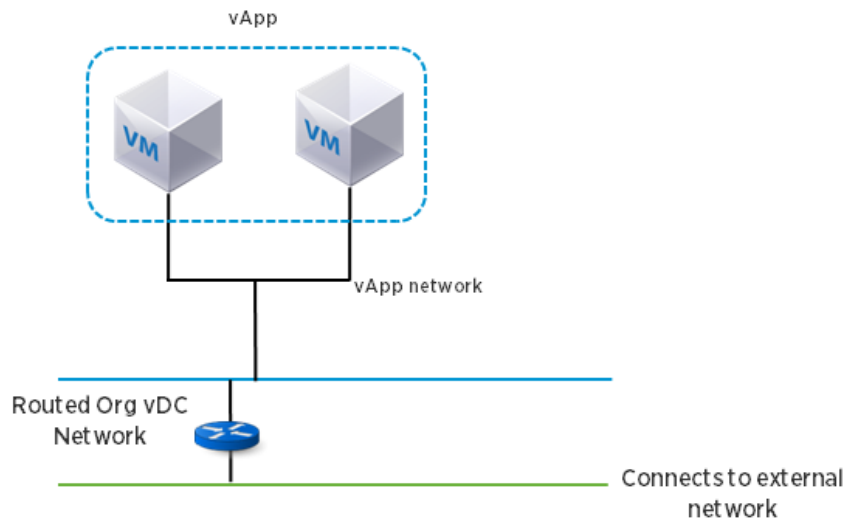 vApp
VM
VM
vApp network
Routed Org vDC
Network
Connects to external
network